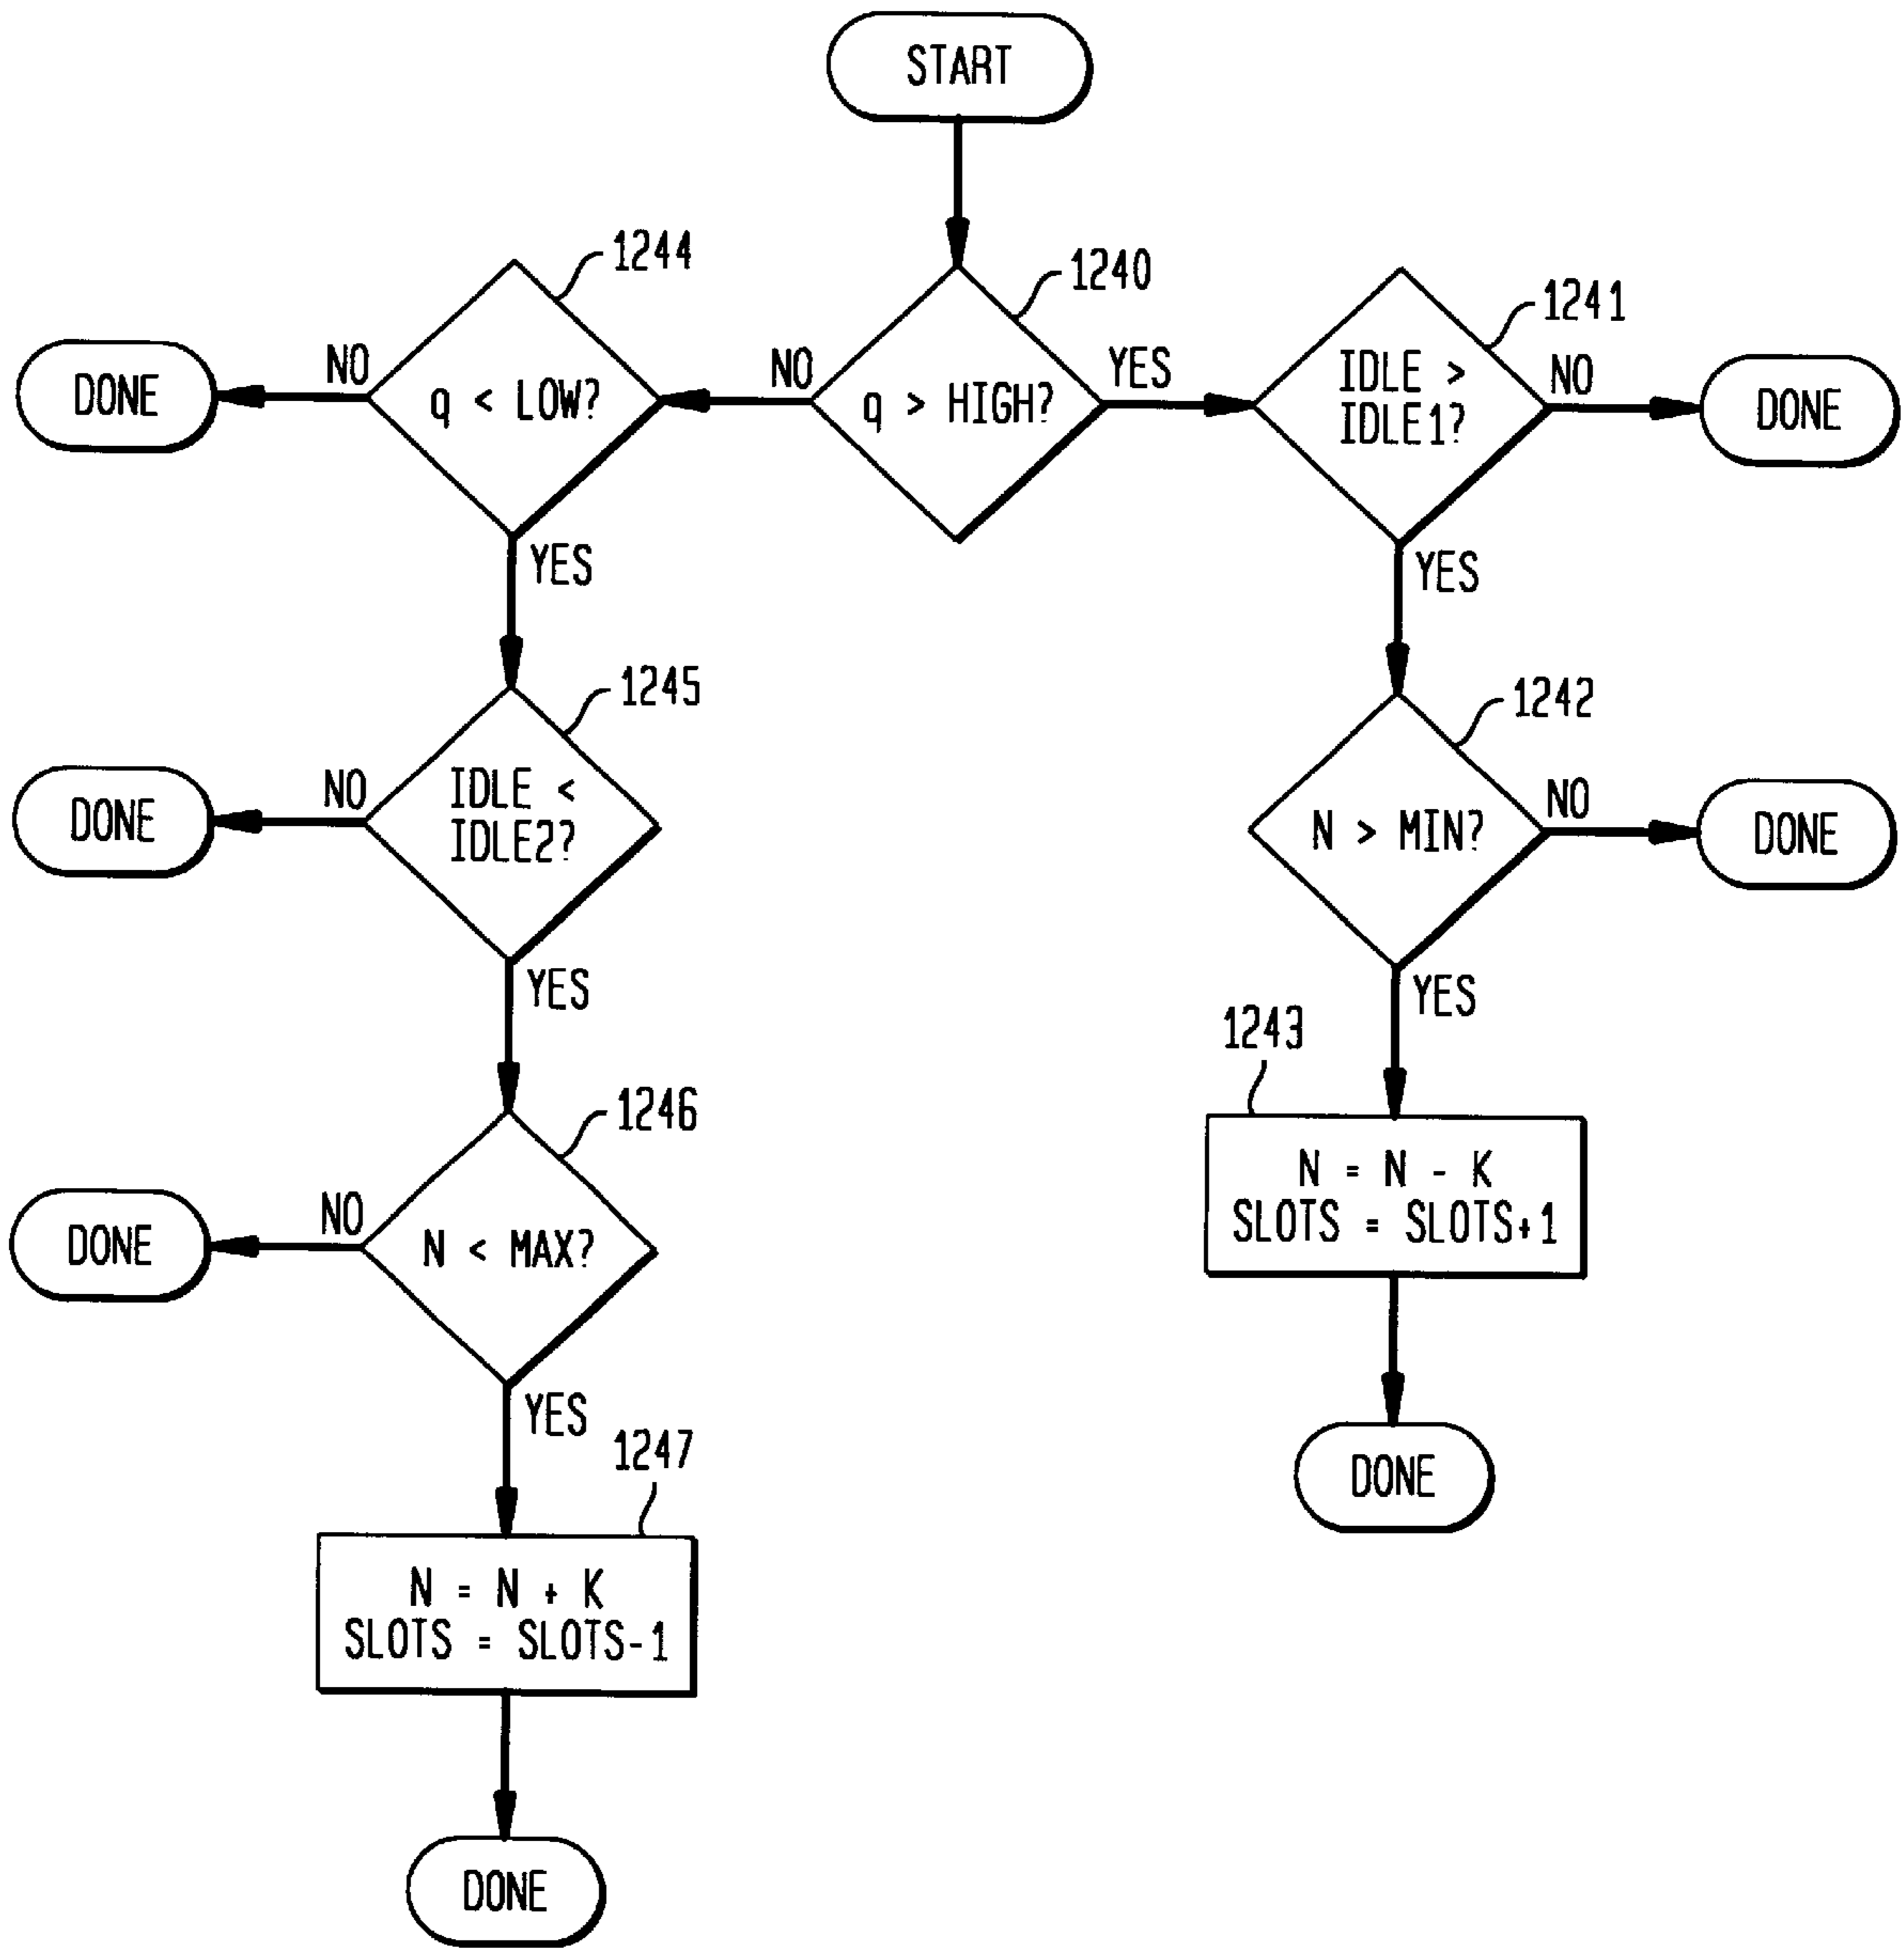 START
1244
1240
1241
NO
q < LOW?
NO
q > HIGH?
YES
IDLE >
IDLE1?
NO
DONE
DONE
YES
YES
1245
1242
NO
IDLE <
IDLE2?
DONE
N > MIN?
NO
DONE
YES
YES
1243
1246
N = N - K
SLOTS = SLOTS+1
NO
N < MAX?
DONE
YES
1247
DONE
N = N + K
SLOTS = SLOTS-1
DONE